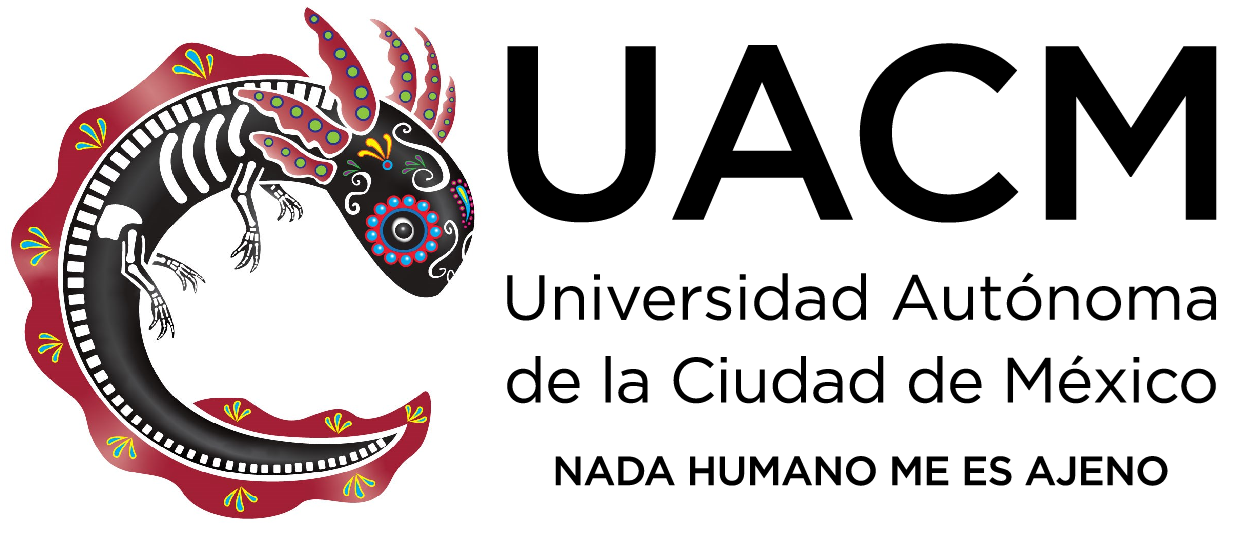 UACM
Universidad Autónoma
de la Ciudad de México
NADA HUMANO ME ES AJENO